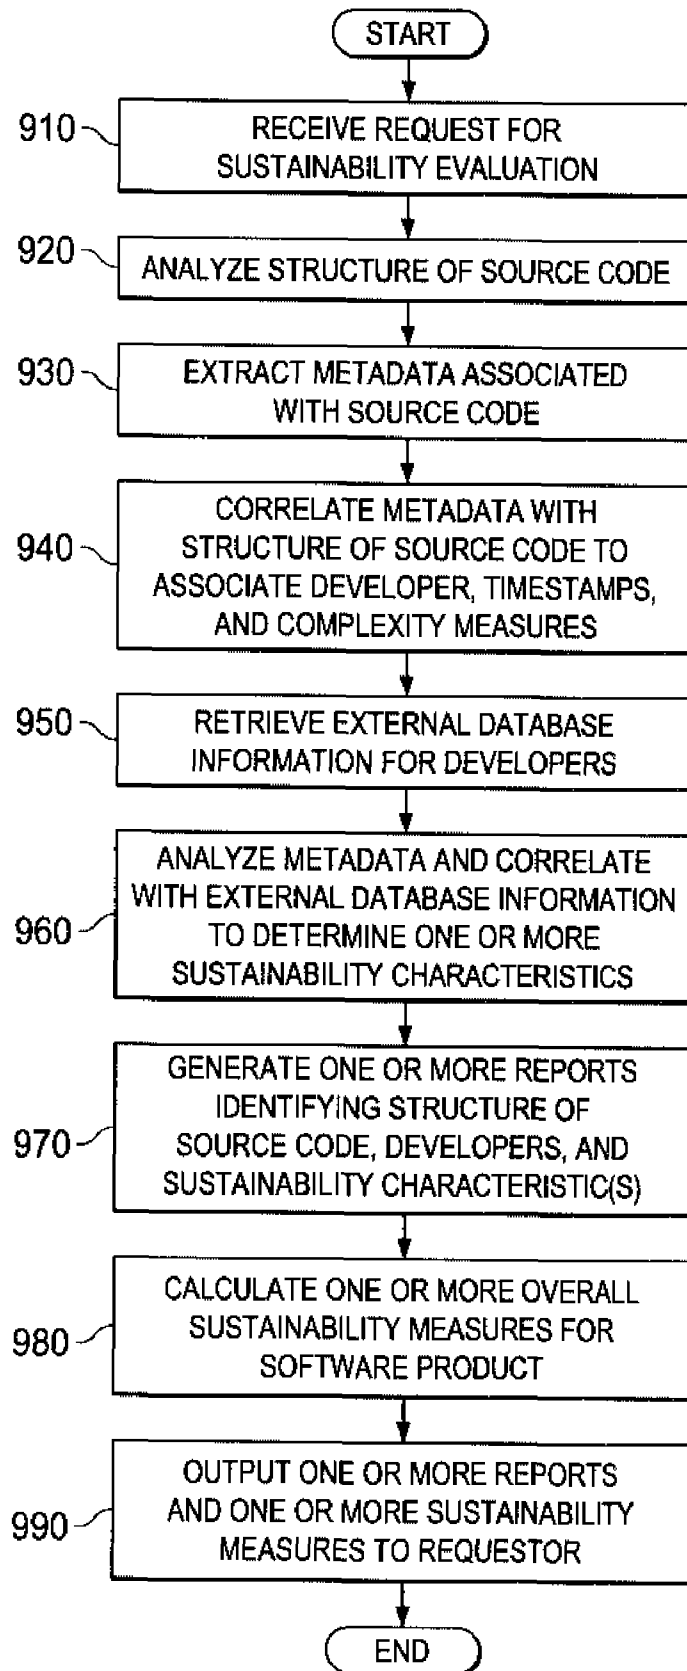 START
910
RECEIVE REQUEST FOR
SUSTAINABILITY EVALUATION
920
ANALYZE STRUCTURE OF SOURCE CODE
930
EXTRACT METADATA ASSOCIATED
WITH SOURCE CODE
940
CORRELATE METADATA WITH
STRUCTURE OF SOURCE CODE TO
ASSOCIATE DEVELOPER, TIMESTAMPS,
AND COMPLEXITY MEASURES
950
RETRIEVE EXTERNAL DATABASE
INFORMATION FOR DEVELOPERS
960
ANALYZE METADATA AND CORRELATE
WITH EXTERNAL DATABASE INFORMATION
TO DETERMINE ONE OR MORE
SUSTAINABILITY CHARACTERISTICS
970
GENERATE ONE OR MORE REPORTS
IDENTIFYING STRUCTURE OF
SOURCE CODE, DEVELOPERS, AND
SUSTAINABILITY CHARACTERISTIC(S)
980
CALCULATE ONE OR MORE OVERALL
SUSTAINABILITY MEASURES FOR
SOFTWARE PRODUCT
990
OUTPUT ONE OR MORE REPORTS
AND ONE OR MORE SUSTAINABILITY
MEASURES TO REQUESTOR
END